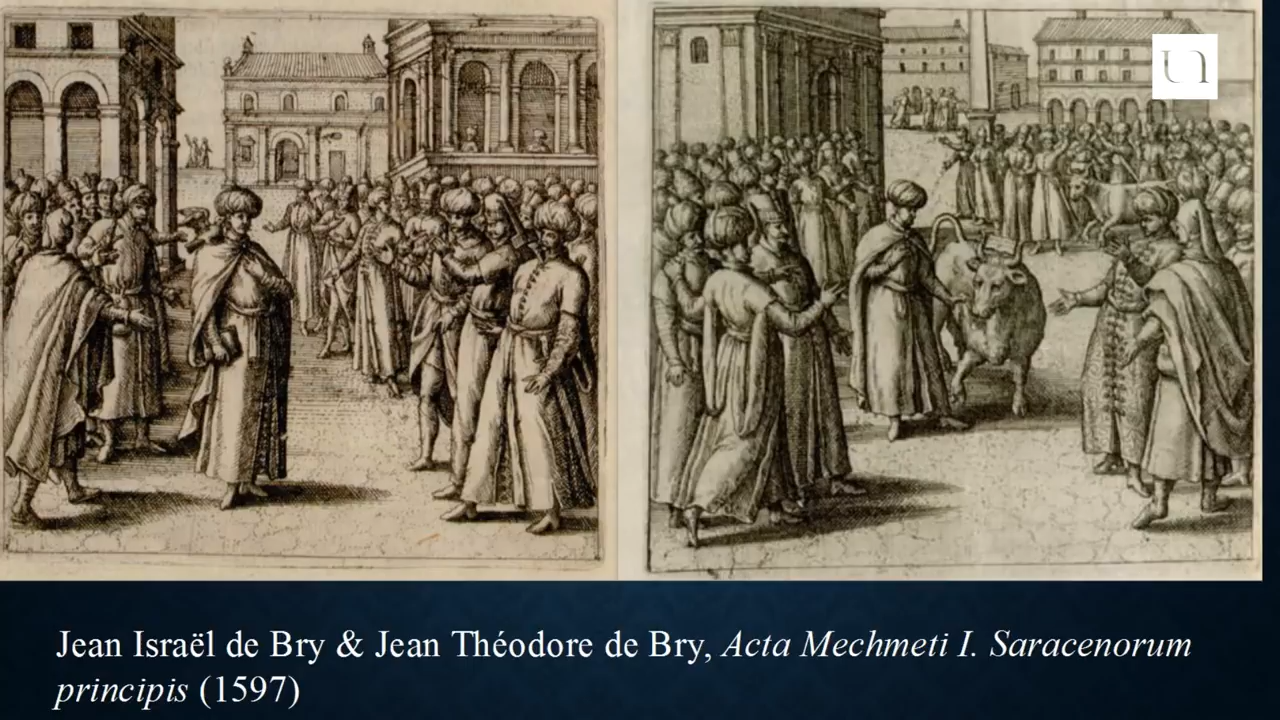 Jean Israël de Bry & Jean Théodore de Bry, Acta Mechmeti I. Saracenorum
principis (1597)